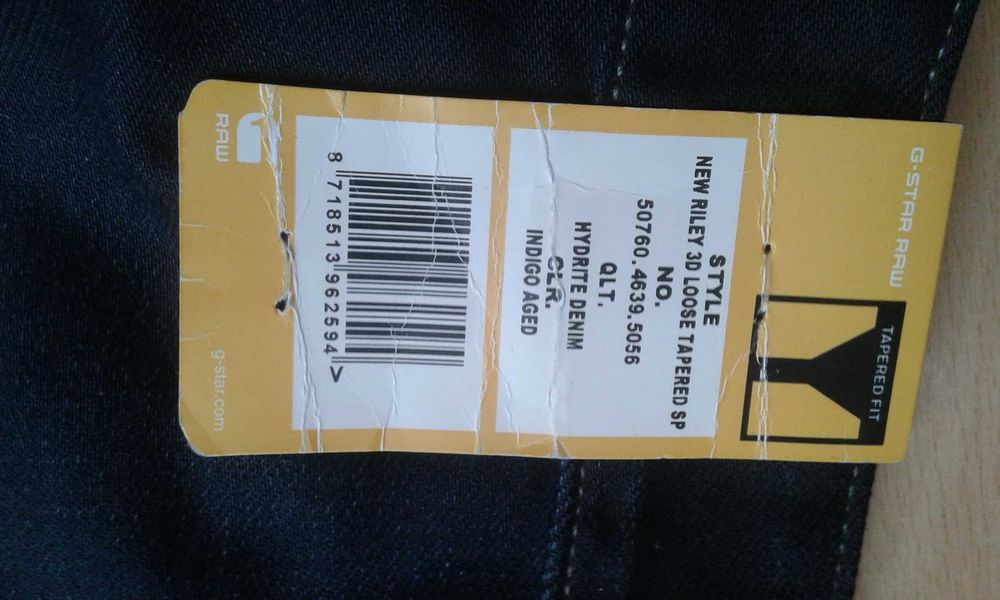 G-STAR RAW
TAPERED FIT
STYLE
NEW RILEY 3D LOOSE TAPERED SP
NO.
50760.4639.5056
QLT.
HYDRITE DENIM
CLR.
INDIGO AGED
8 718513 962594 >
RAW
g-star.com